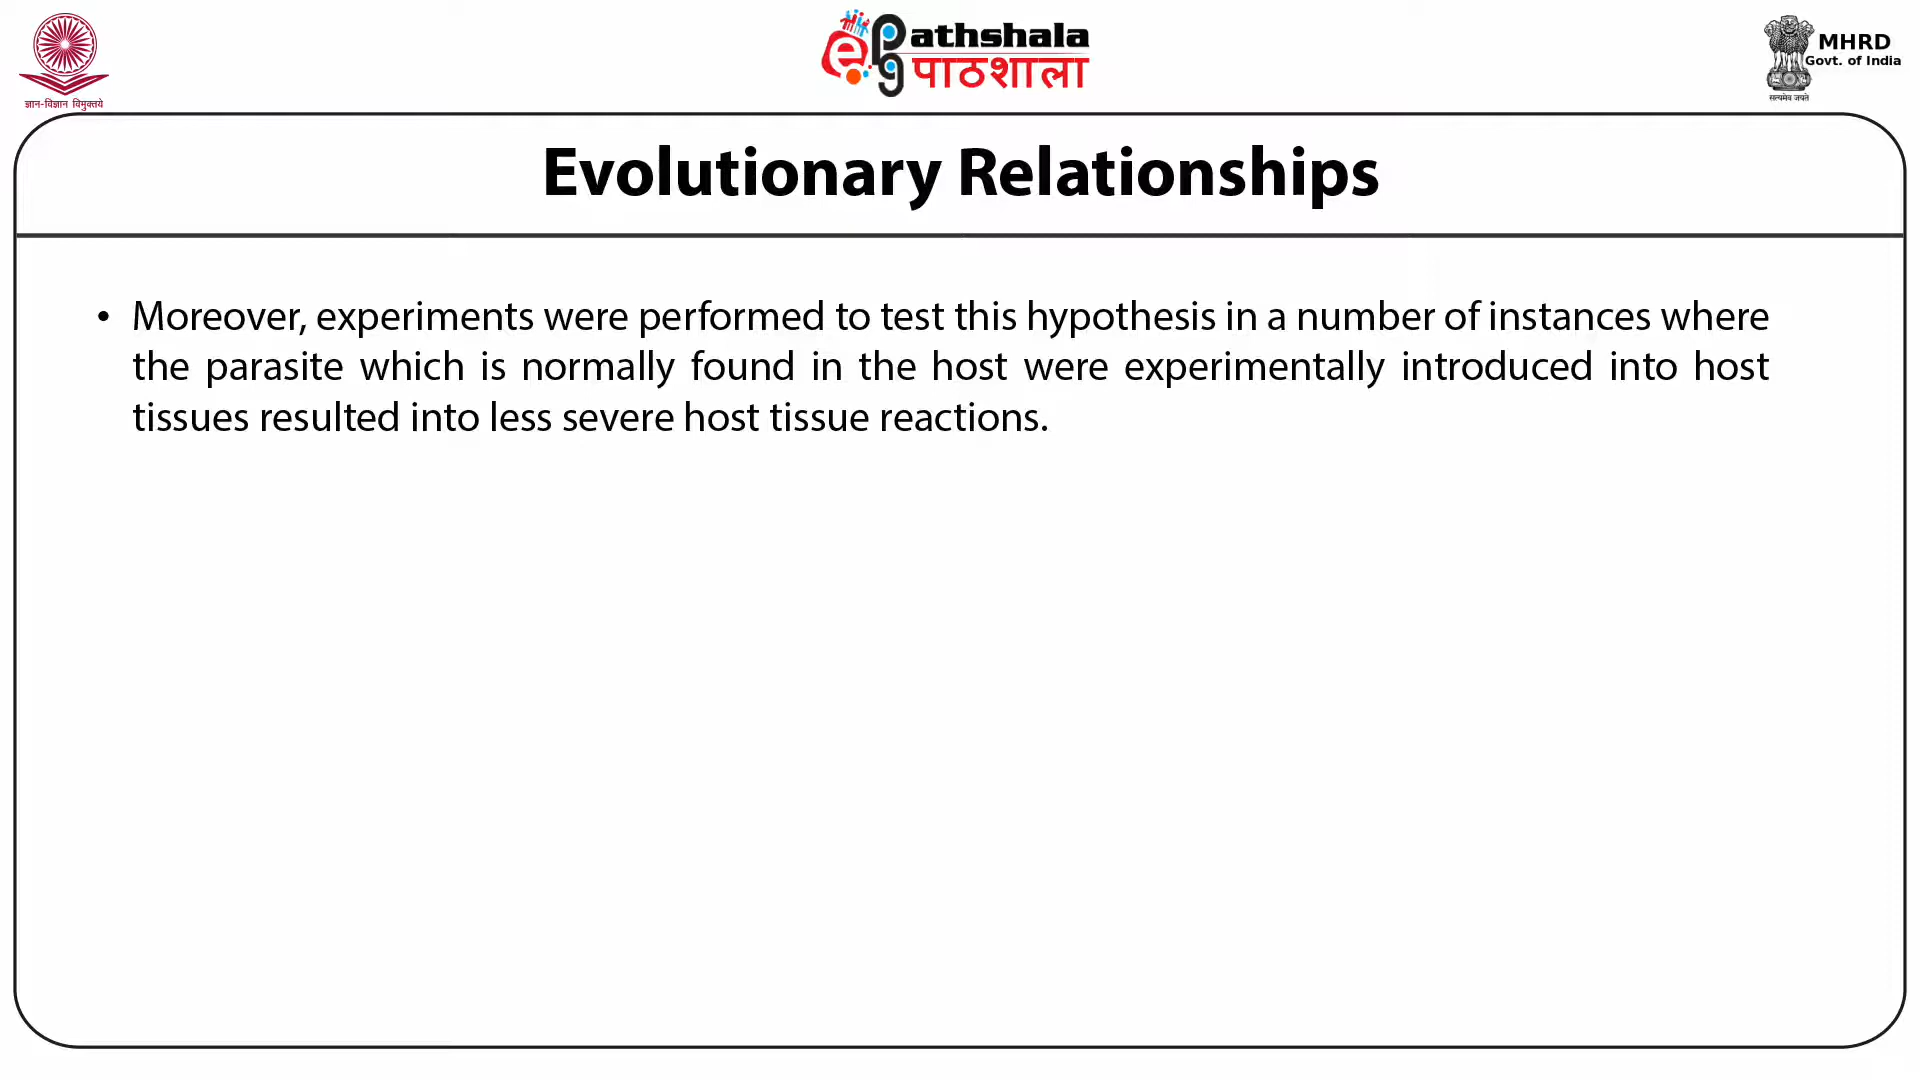 ज्ञान-विज्ञान विमुक्तये
ePG athshala
पाठशाला
MHRD
Govt. of India
सत्यमेव जयते
Evolutionary Relationships
• Moreover, experiments were performed to test this hypothesis in a number of instances where
the parasite which is normally found in the host were experimentally introduced into host
tissues resulted into less severe host tissue reactions.